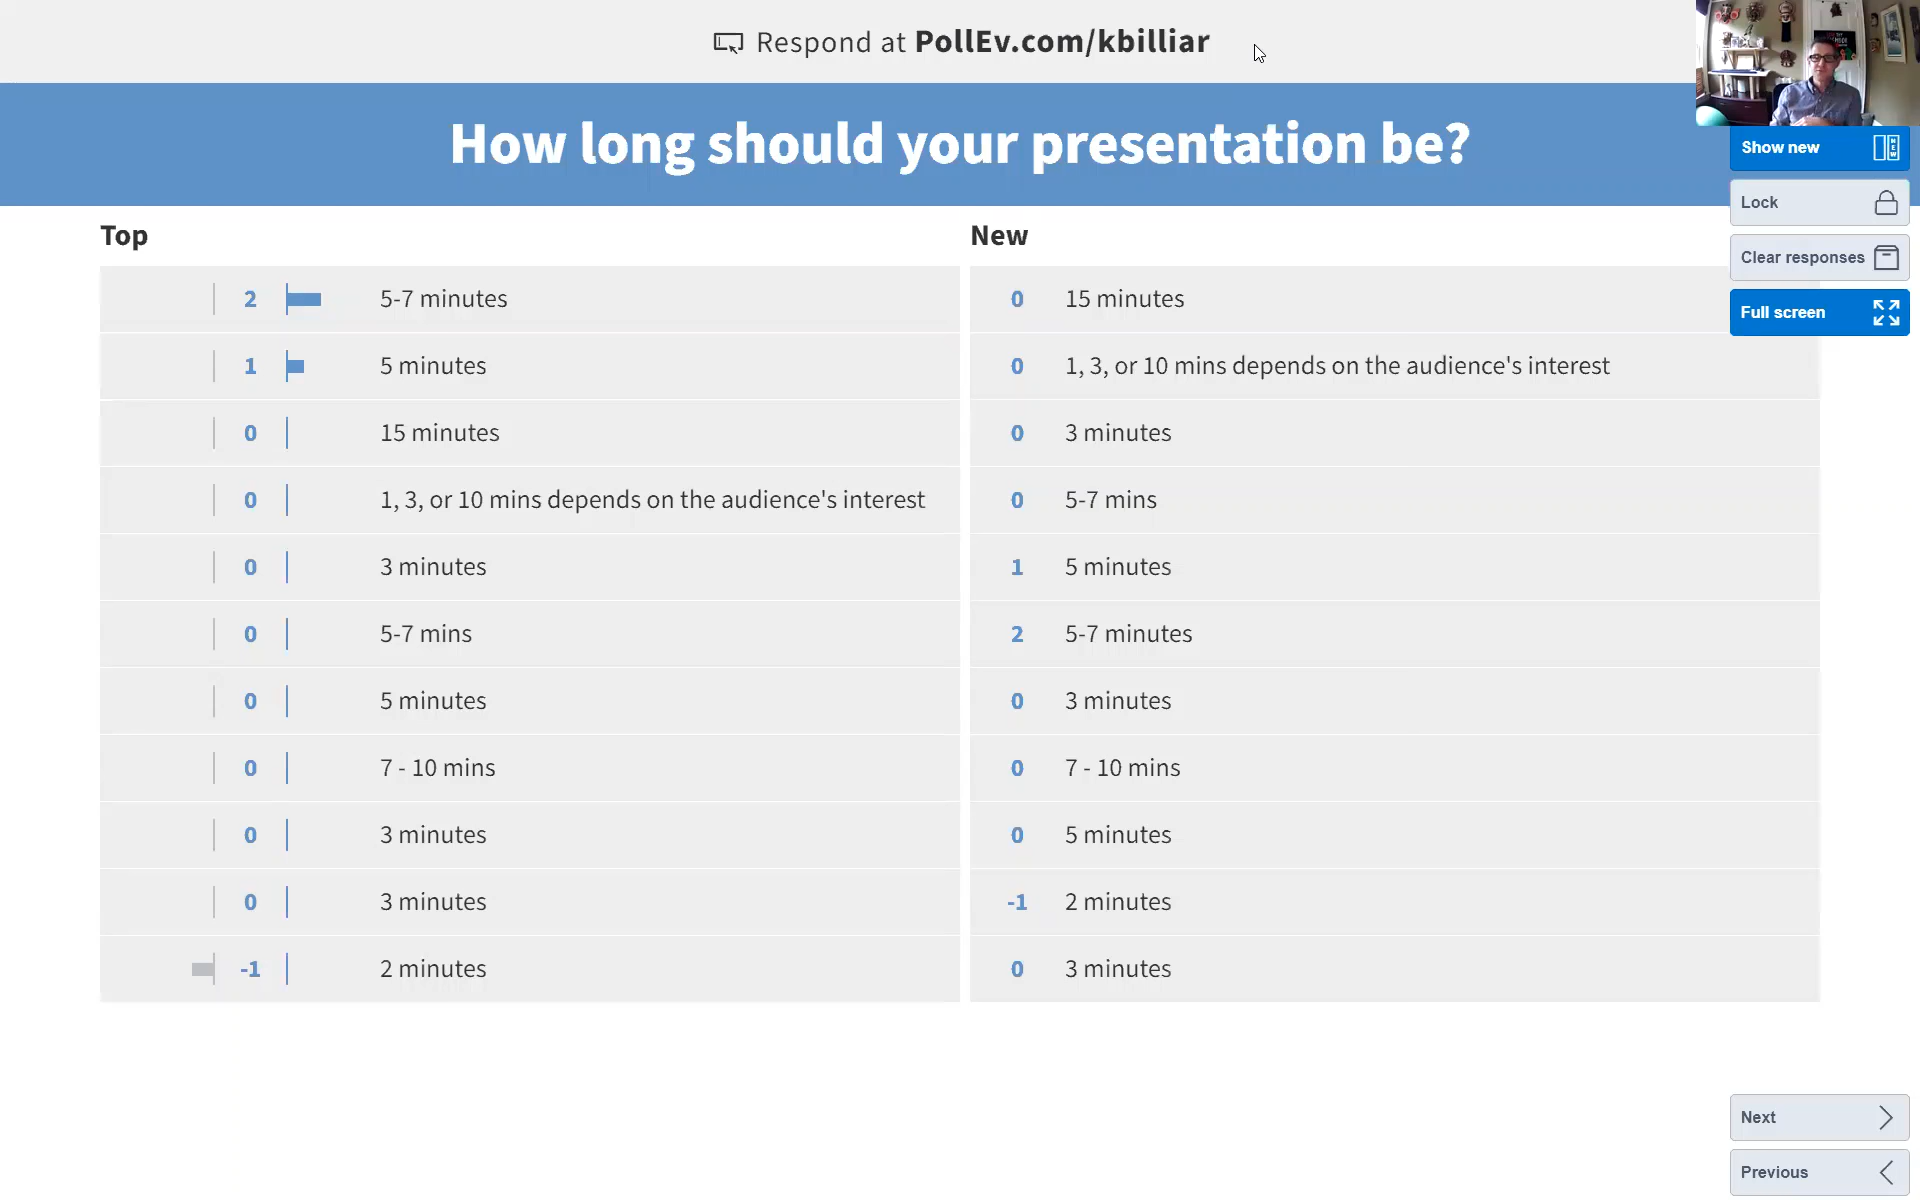 Respond at PollEv.com/kbilliar
How long should your presentation be?
Show new
Lock
Clear responses
Full screen
Top
2 5-7 minutes
1 5 minutes
0 15 minutes
0 1, 3, or 10 mins depends on the audience's interest
0 3 minutes
0 5-7 mins
0 5 minutes
0 7 - 10 mins
0 3 minutes
0 3 minutes
-1 2 minutes
New
0 15 minutes
0 1, 3, or 10 mins depends on the audience's interest
0 3 minutes
0 5-7 mins
1 5 minutes
2 5-7 minutes
0 3 minutes
0 7 - 10 mins
0 5 minutes
-1 2 minutes
0 3 minutes
Next
Previous